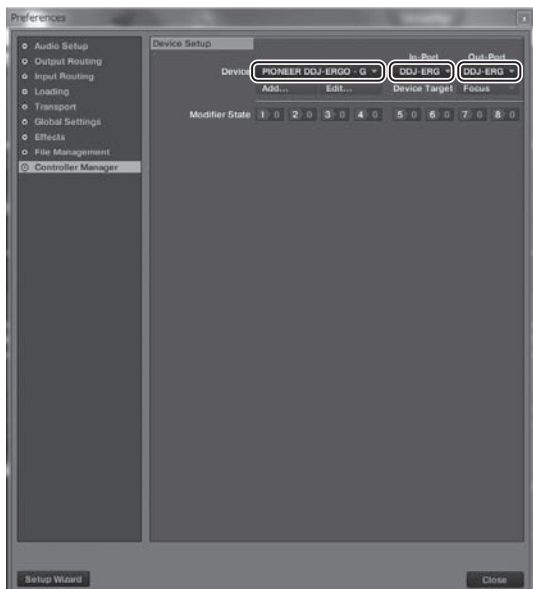 Preferences
Audio Setup
Output Routing
Input Routing
Loading
Transport
Global Settings
Effects
File Management
Controller Manager
Device Setup
In-Port Out-Port
Device PIONEER DDJ-ERGO - G DDJ-ERG DDJ-ERG
Add... Edit... Device Target Focus
Modifier State 1 0 2 0 3 0 4 0 5 0 6 0 7 0 8 0
Setup Wizard Close